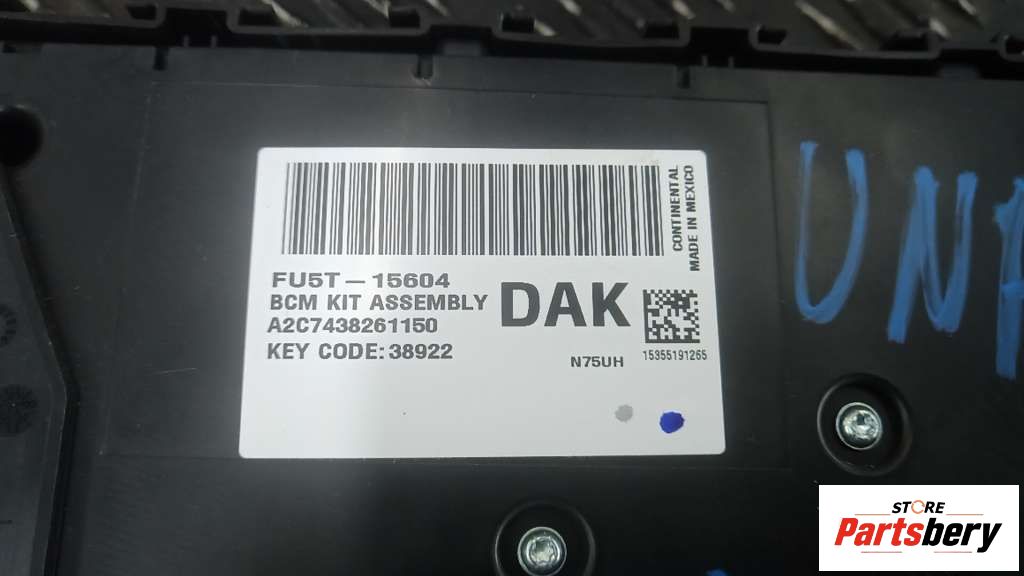 CONTINENTAL
MADE IN MEXICO
FU5T-15604
BCM KIT ASSEMBLY
DAK
A2C7438261150
KEY CODE:38922
N75UH
15355191265
STORE
Partsbery